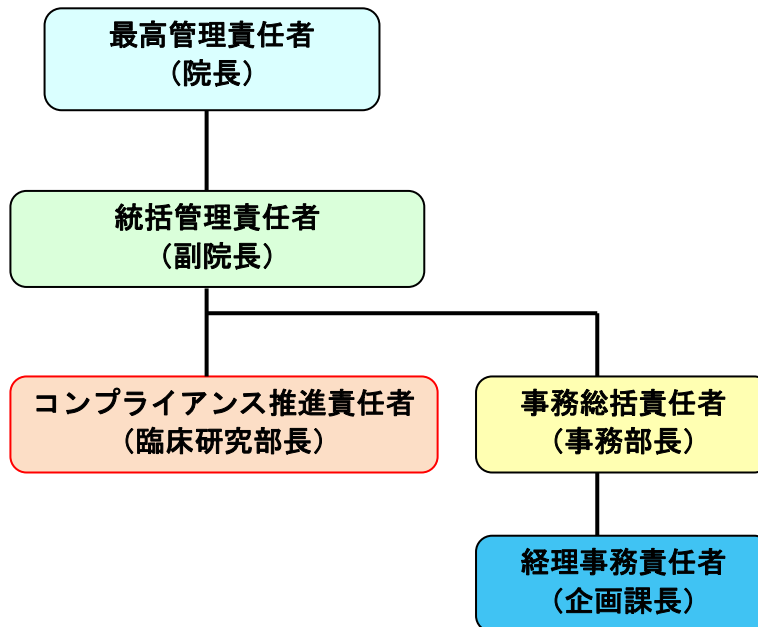 最高管理責任者
（院長）
統括管理責任者
（副院長）
コンプライアンス推進責任者
（臨床研究部長）
事務総括責任者
（事務部長）
経理事務責任者
（企画課長）